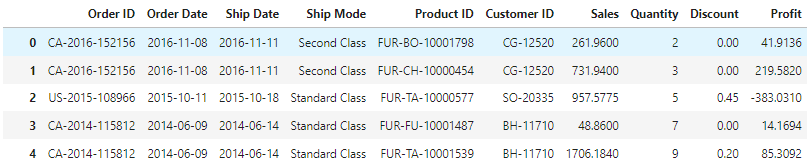 Order ID Order Date Ship Date Ship Mode Product ID Customer ID Sales Quantity Discount Profit
0 CA-2016-152156 2016-11-08 2016-11-11 Second Class FUR-BO-10001798 CG-12520 261.9600 2 0.00 41.9136
1 CA-2016-152156 2016-11-08 2016-11-11 Second Class FUR-CH-10000454 CG-12520 731.9400 3 0.00 219.5820
2 US-2015-108966 2015-10-11 2015-10-18 Standard Class FUR-TA-10000577 SO-20335 957.5775 5 0.45 -383.0310
3 CA-2014-115812 2014-06-09 2014-06-14 Standard Class FUR-FU-10001487 BH-11710 48.8600 7 0.00 14.1694
4 CA-2014-115812 2014-06-09 2014-06-14 Standard Class FUR-TA-10001539 BH-11710 1706.1840 9 0.20 85.3092